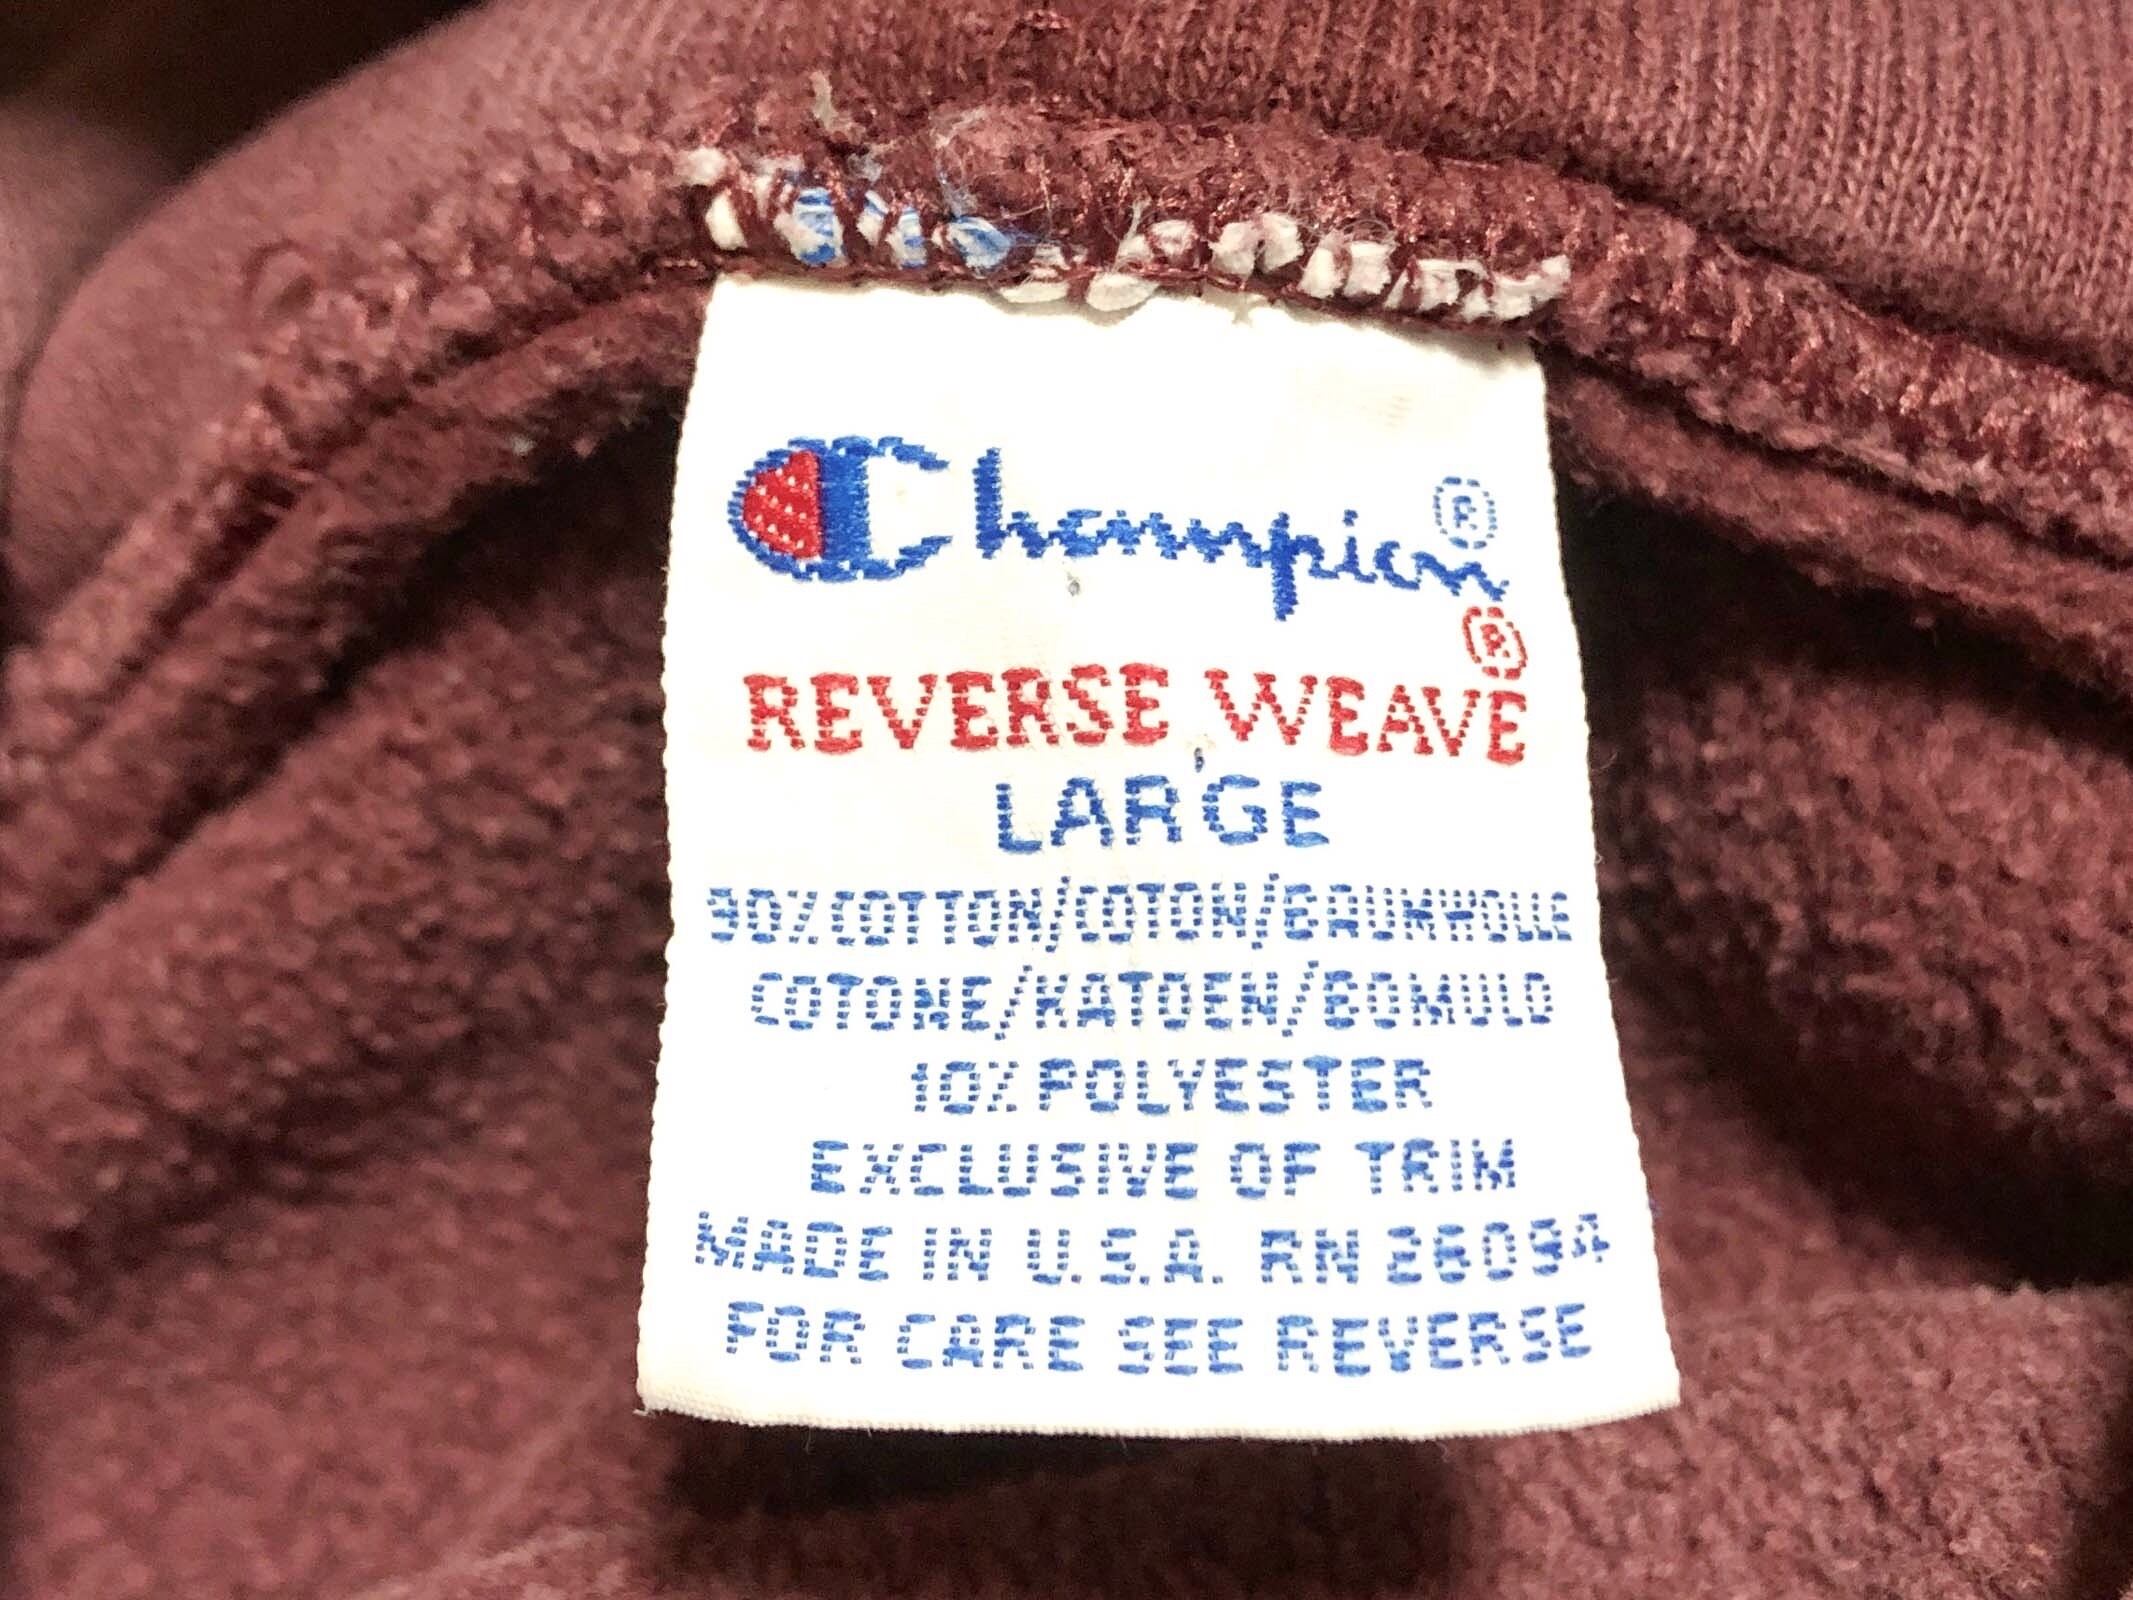 Champion®
REVERSE WEAVE®
LARGE
90% COTTON/COTON/BAUMWOLLE
COTONE/KATOEN/BOMULD
10% POLYESTER
EXCLUSIVE OF TRIM
MADE IN U.S.A. RN 26094
FOR CARE SEE REVERSE